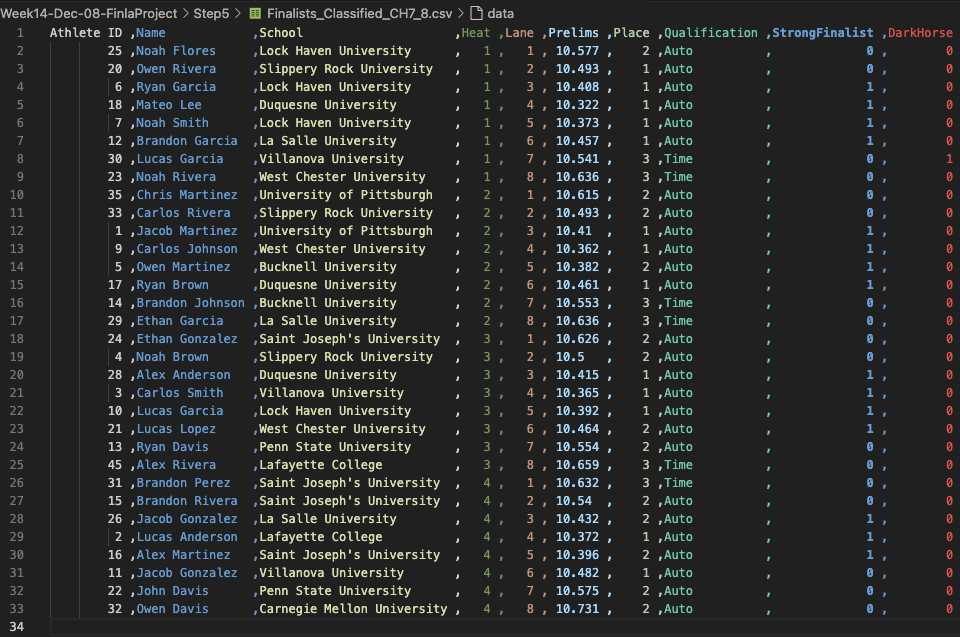 Week14-Dec-08-FinlaProject > Step5 > Finalists_Classified_CH7_8.csv > data
1 Athlete ID ,Name ,School ,Heat ,Lane ,Prelims ,Place ,Qualification ,StrongFinalist ,DarkHorse
2 25 ,Noah Flores ,Lock Haven University , 1 , 1 , 10.577 , 2 ,Auto , 0 , 0
3 20 ,Owen Rivera ,Slippery Rock University , 1 , 2 , 10.493 , 1 ,Auto , 0 , 0
4 6 ,Ryan Garcia ,Lock Haven University , 1 , 3 , 10.408 , 1 ,Auto , 1 , 0
5 18 ,Mateo Lee ,Duquesne University , 1 , 4 , 10.322 , 1 ,Auto , 1 , 0
6 7 ,Noah Smith ,Lock Haven University , 1 , 5 , 10.373 , 1 ,Auto , 1 , 0
7 12 ,Brandon Garcia ,La Salle University , 1 , 6 , 10.457 , 1 ,Auto , 1 , 0
8 30 ,Lucas Garcia ,Villanova University , 1 , 7 , 10.541 , 3 ,Time , 0 , 1
9 23 ,Noah Rivera ,West Chester University , 1 , 8 , 10.636 , 3 ,Time , 0 , 0
10 35 ,Chris Martinez ,University of Pittsburgh , 2 , 1 , 10.615 , 2 ,Auto , 0 , 0
11 33 ,Carlos Rivera ,Slippery Rock University , 2 , 2 , 10.493 , 2 ,Auto , 0 , 0
12 1 ,Jacob Martinez ,University of Pittsburgh , 2 , 3 , 10.41 , 1 ,Auto , 1 , 0
13 9 ,Carlos Johnson ,West Chester University , 2 , 4 , 10.362 , 1 ,Auto , 1 , 0
14 5 ,Owen Martinez ,Bucknell University , 2 , 5 , 10.382 , 2 ,Auto , 1 , 0
15 17 ,Ryan Brown ,Duquesne University , 2 , 6 , 10.461 , 1 ,Auto , 1 , 0
16 14 ,Brandon Johnson ,Bucknell University , 2 , 7 , 10.553 , 3 ,Time , 0 , 0
17 29 ,Ethan Garcia ,La Salle University , 2 , 8 , 10.636 , 3 ,Time , 0 , 0
18 24 ,Ethan Gonzalez ,Saint Joseph's University , 3 , 1 , 10.626 , 2 ,Auto , 0 , 0
19 4 ,Noah Brown ,Slippery Rock University , 3 , 2 , 10.5 , 2 ,Auto , 0 , 0
20 28 ,Alex Anderson ,Duquesne University , 3 , 3 , 10.415 , 1 ,Auto , 1 , 0
21 3 ,Carlos Smith ,Villanova University , 3 , 4 , 10.365 , 1 ,Auto , 1 , 0
22 10 ,Lucas Garcia ,Lock Haven University , 3 , 5 , 10.392 , 1 ,Auto , 1 , 0
23 21 ,Lucas Lopez ,West Chester University , 3 , 6 , 10.464 , 2 ,Auto , 1 , 0
24 13 ,Ryan Davis ,Penn State University , 3 , 7 , 10.554 , 2 ,Auto , 0 , 0
25 45 ,Alex Rivera ,Lafayette College , 3 , 8 , 10.659 , 3 ,Time , 0 , 0
26 31 ,Brandon Perez ,Saint Joseph's University , 4 , 1 , 10.632 , 3 ,Time , 0 , 0
27 15 ,Brandon Rivera ,Saint Joseph's University , 4 , 2 , 10.54 , 2 ,Auto , 0 , 0
28 26 ,Jacob Gonzalez ,La Salle University , 4 , 3 , 10.432 , 2 ,Auto , 1 , 0
29 2 ,Lucas Anderson ,Lafayette College , 4 , 4 , 10.372 , 1 ,Auto , 1 , 0
30 16 ,Alex Martinez ,Saint Joseph's University , 4 , 5 , 10.396 , 2 ,Auto , 1 , 0
31 11 ,Jacob Gonzalez ,Villanova University , 4 , 6 , 10.482 , 1 ,Auto , 0 , 0
32 22 ,John Davis ,Penn State University , 4 , 7 , 10.575 , 2 ,Auto , 0 , 0
33 32 ,Owen Davis ,Carnegie Mellon University , 4 , 8 , 10.731 , 2 ,Auto , 0 , 0
34